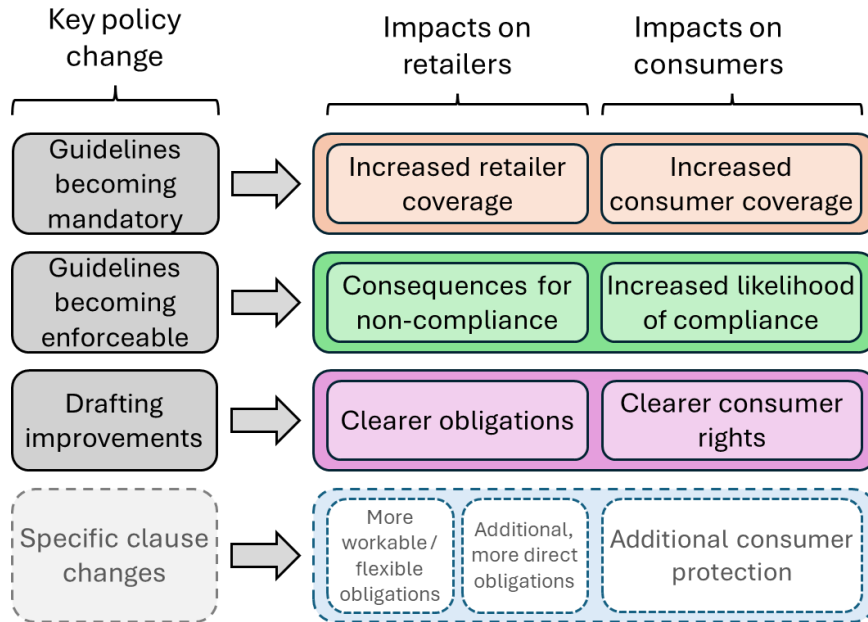 Key policy
change
Impacts on
retailers
Impacts on
consumers
Guidelines
becoming
mandatory
Increased retailer
coverage
Increased
consumer coverage
Guidelines
becoming
enforceable
Consequences for
non-compliance
Increased likelihood
of compliance
Drafting
improvements
Clearer obligations
Clearer consumer
rights
Specific clause
changes
More
workable/
flexible
obligations
Additional,
more direct
obligations
Additional consumer
protection